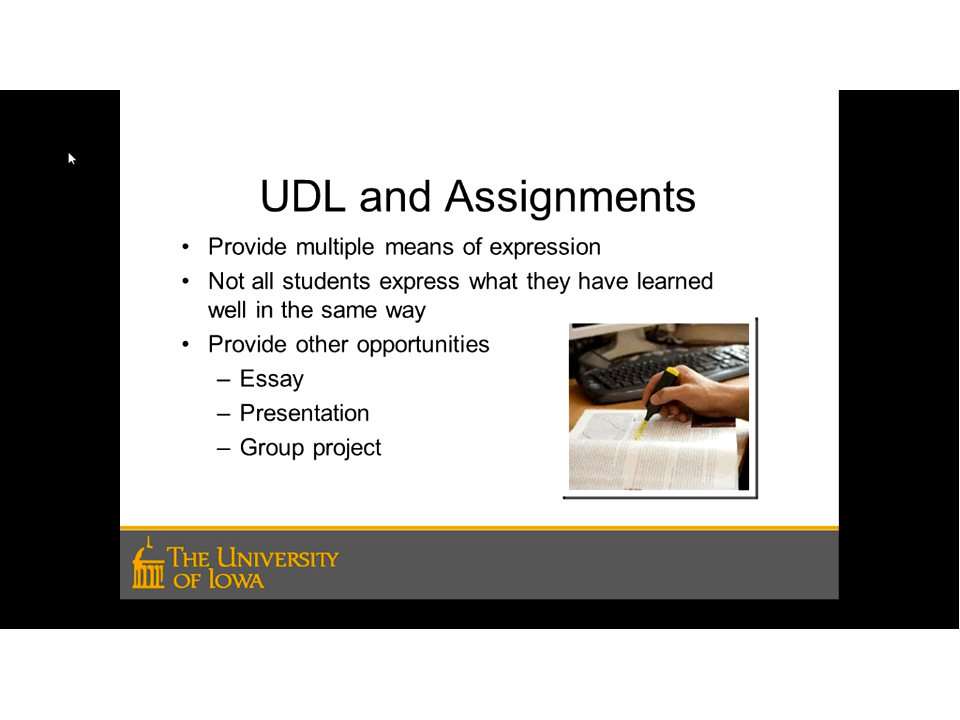 UDL and Assignments
• Provide multiple means of expression
• Not all students express what they have learned
well in the same way
• Provide other opportunities
– Essay
– Presentation
– Group project
THE UNIVERSITY
OF IOWA